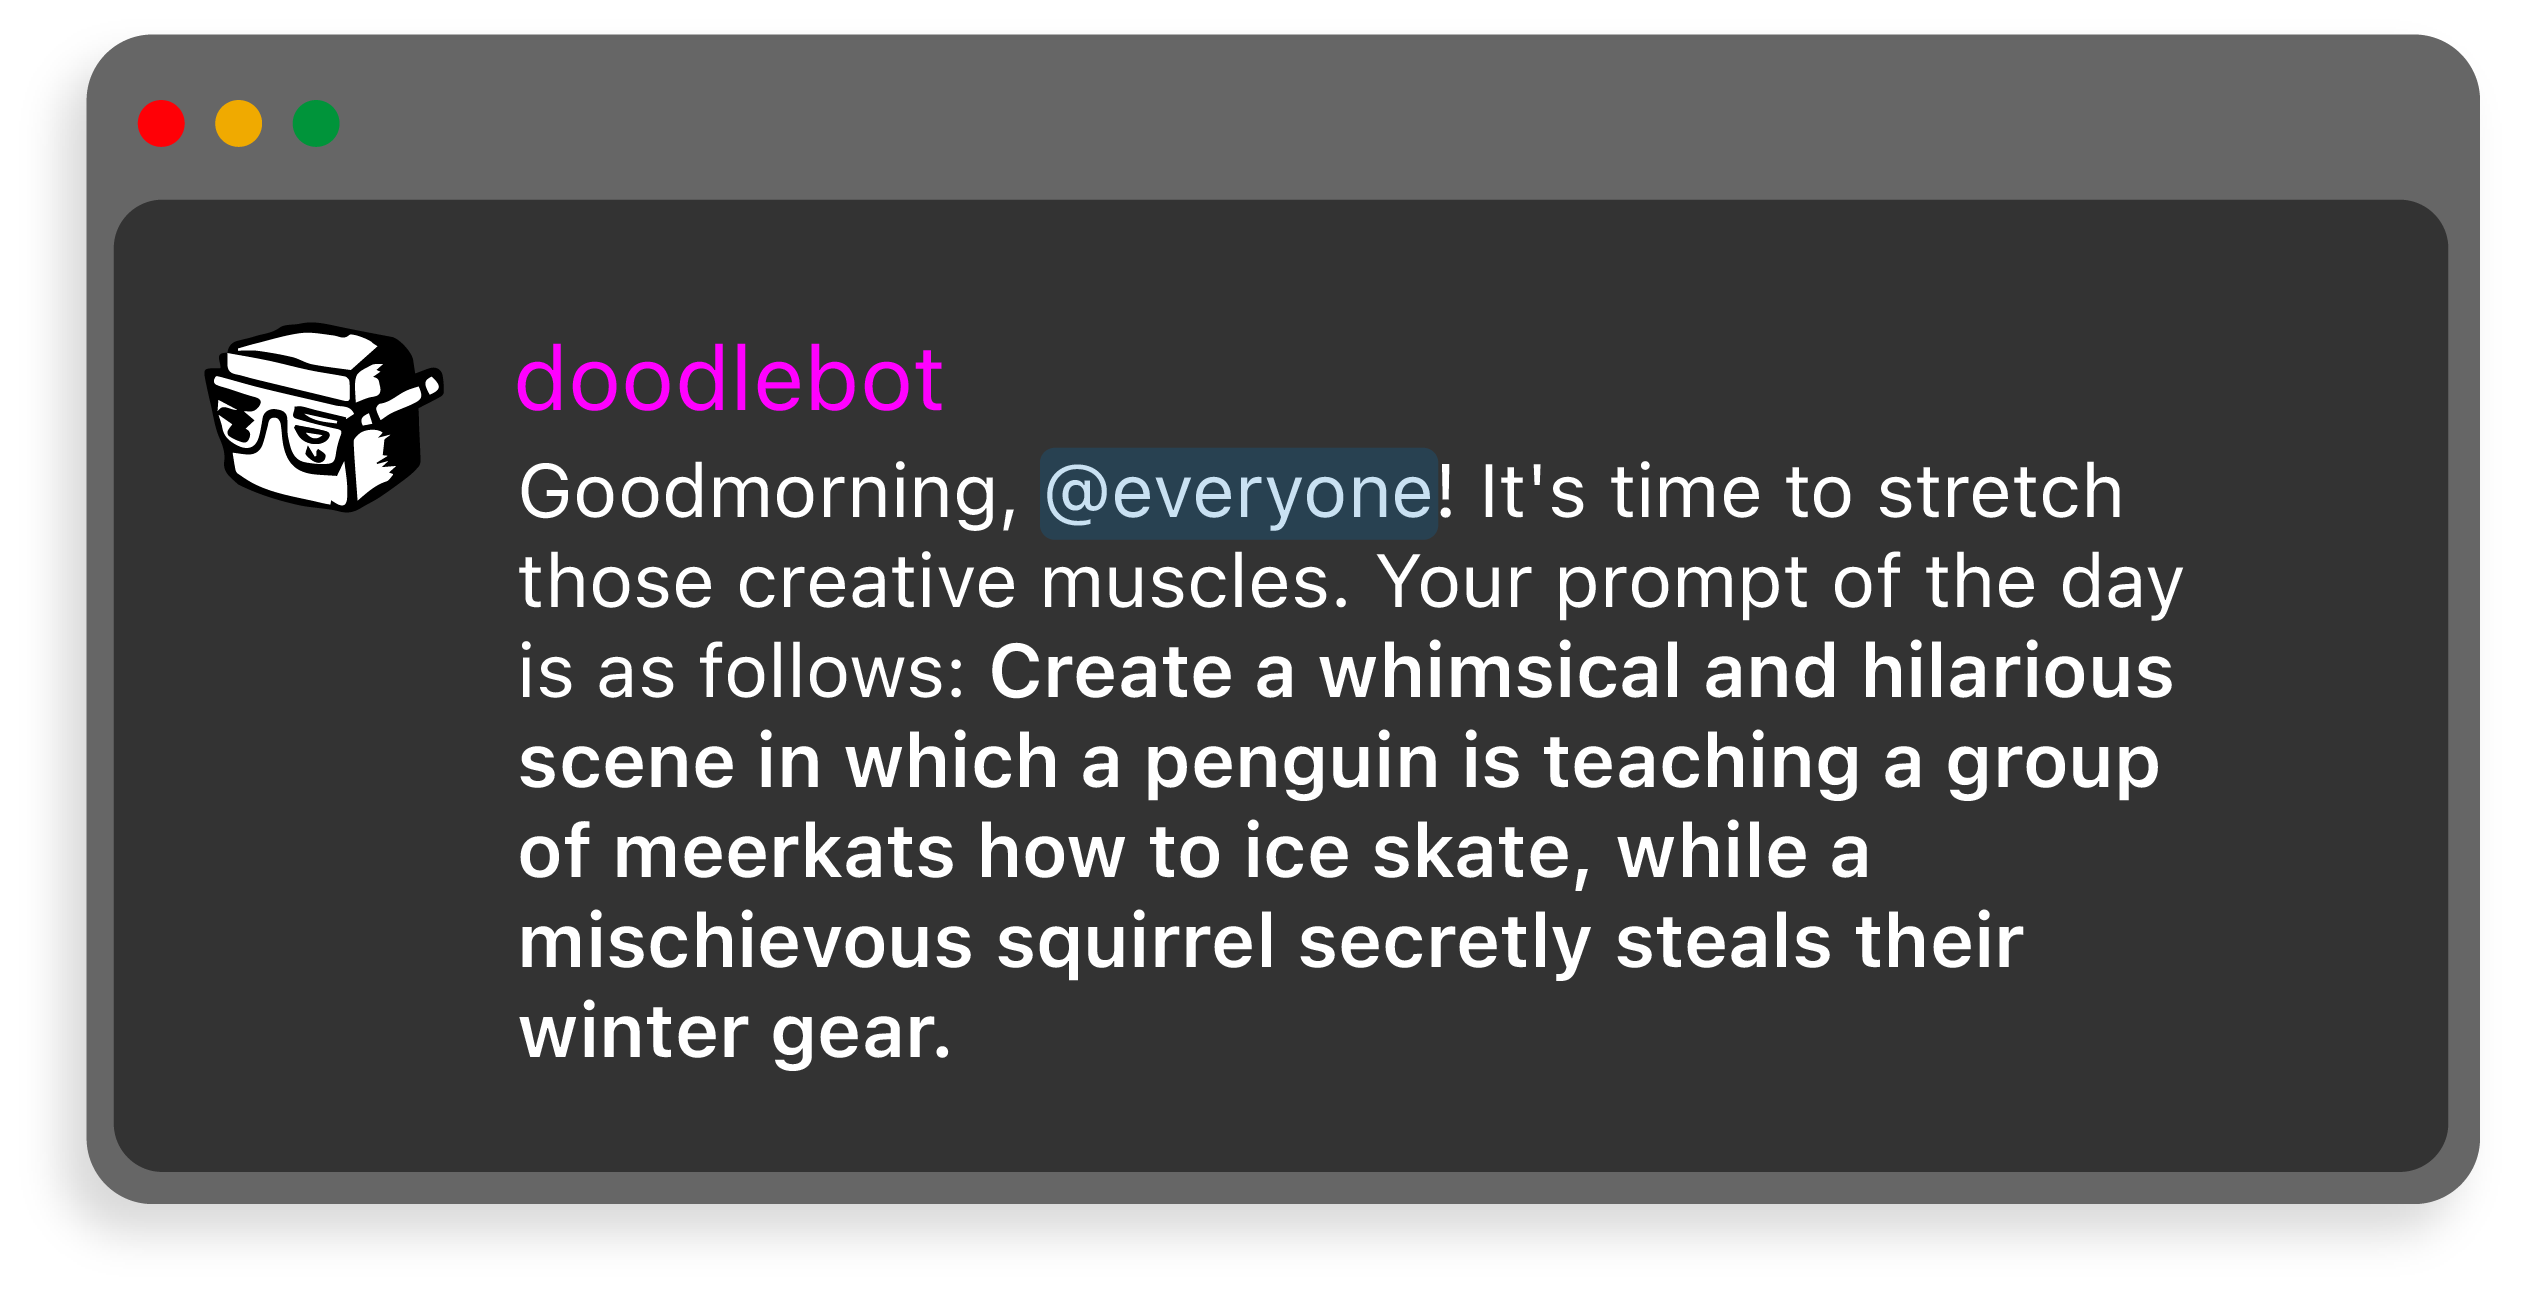 doodlebot
Goodmorning, @everyone! It's time to stretch
those creative muscles. Your prompt of the day
is as follows: Create a whimsical and hilarious
scene in which a penguin is teaching a group
of meerkats how to ice skate, while a
mischievous squirrel secretly steals their
winter gear.